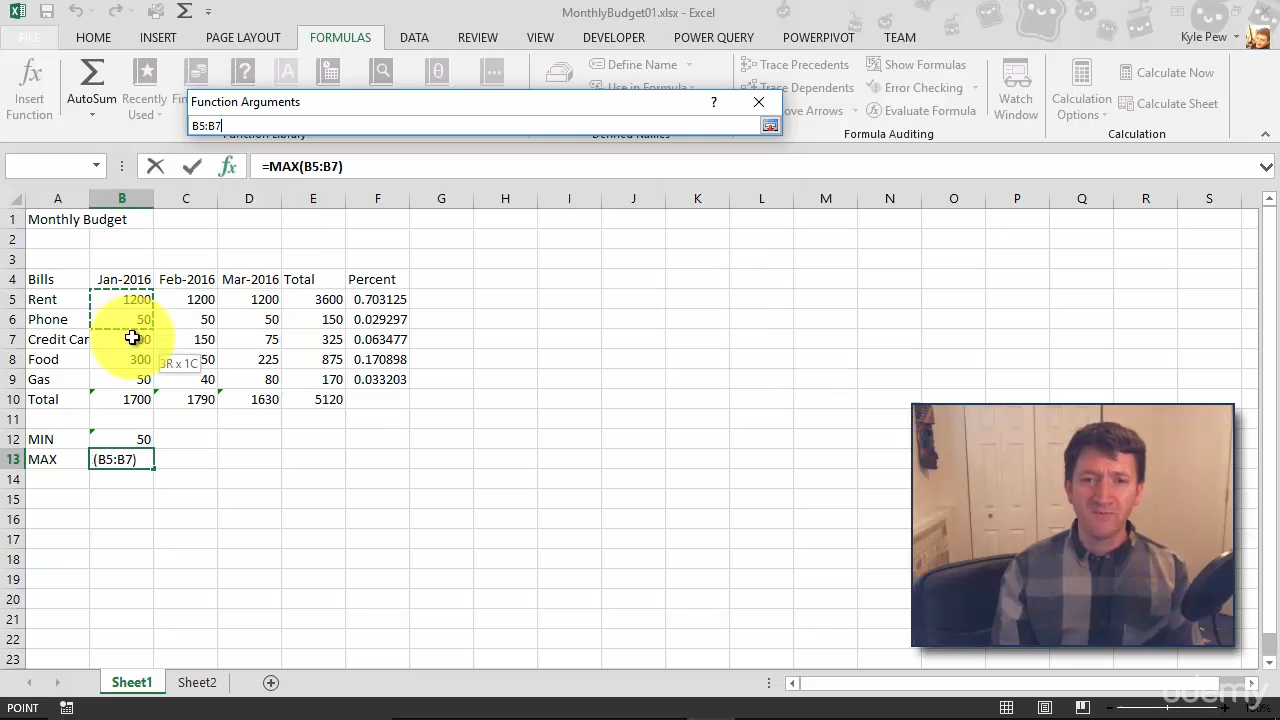 MonthlyBudget01.xlsx - Excel
FILE HOME INSERT PAGE LAYOUT FORMULAS DATA REVIEW VIEW DEVELOPER POWER QUERY POWERPIVOT TEAM Kyle Pew
Insert Function
AutoSum
Recently Used
Define Name
Trace Precedents
Show Formulas
Trace Dependents
Error Checking
Evaluate Formula
Watch Window
Calculation Options
Calculate Now
Calculate Sheet
Formula Auditing
Calculation
Function Arguments ?
B5:B7
fx =MAX(B5:B7)
A B C D E F G H I J K L M N O P Q R S
1 Monthly Budget
2
3
4 Bills Jan-2016 Feb-2016 Mar-2016 Total Percent
5 Rent 1200 1200 1200 3600 0.703125
6 Phone 50 50 50 150 0.029297
7 Credit Car 150 75 325 0.063477
8 Food 300 50 225 875 0.170898
9 Gas 50 40 80 170 0.033203
10 Total 1700 1790 1630 5120
11
12 MIN 50
13 MAX (B5:B7)
14
15
16
17
18
19
20
21
22
23
3R x 1C
Sheet1 Sheet2
POINT
udemy